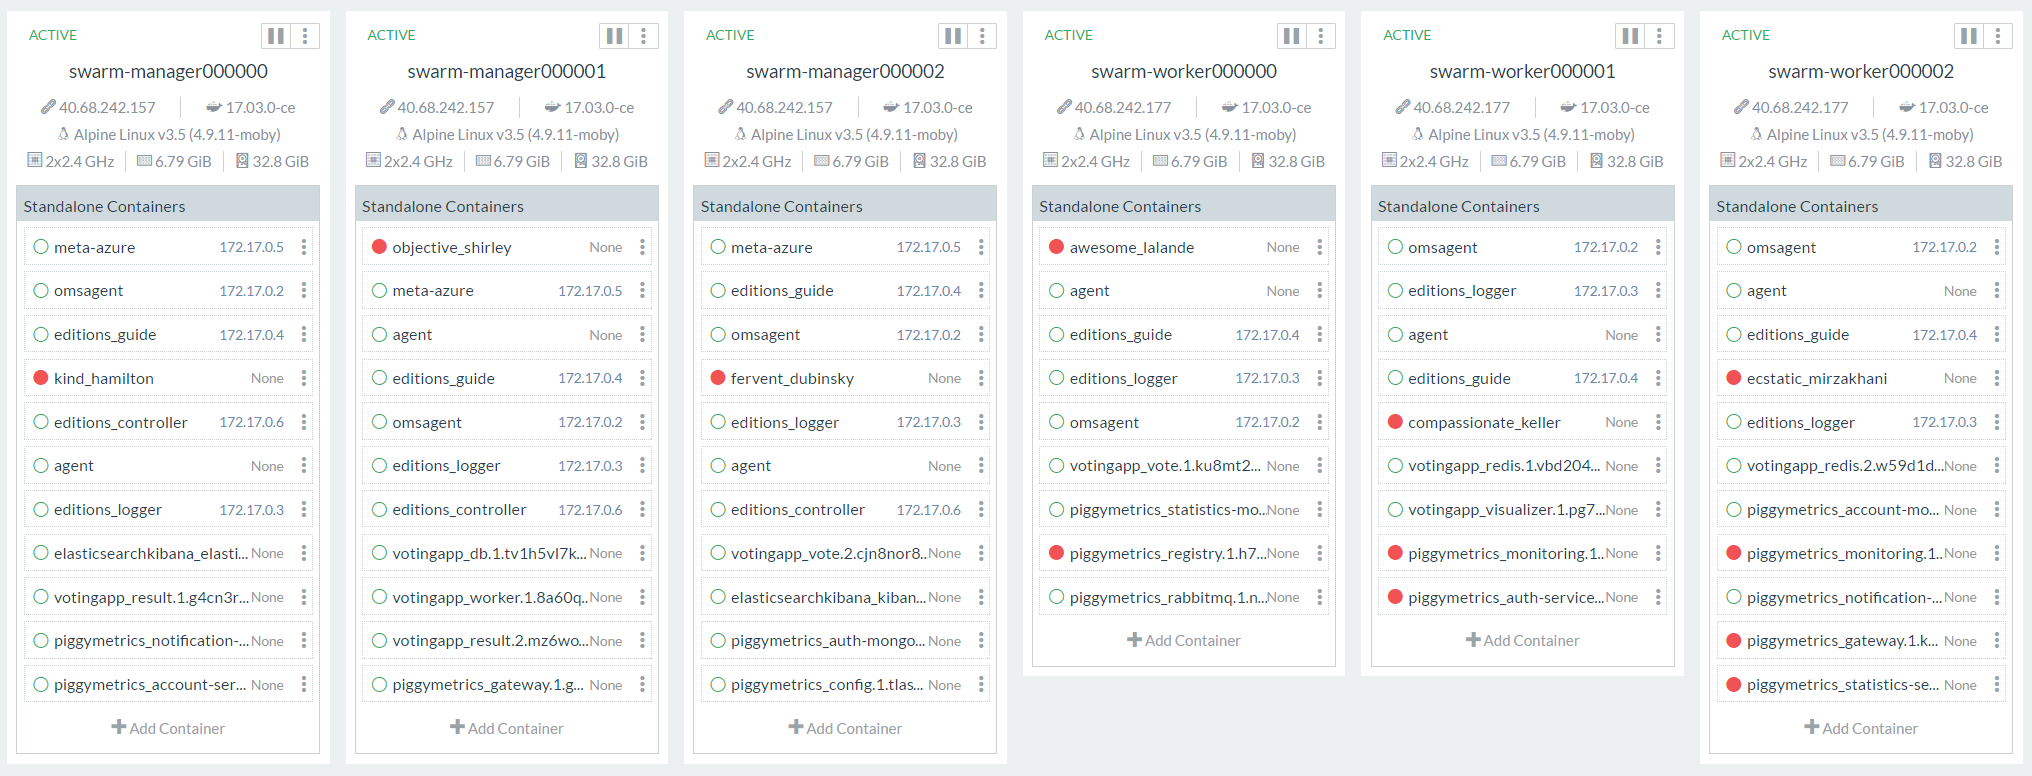 ACTIVE
swarm-manager000000
40.68.242.157
17.03.0-ce
Alpine Linux v3.5 (4.9.11-moby)
2x2.4 GHz
6.79 GiB
32.8 GiB
Standalone Containers
meta-azure 172.17.0.5
omsagent 172.17.0.2
editions_guide 172.17.0.4
kind_hamilton None
editions_controller 172.17.0.6
agent None
editions_logger 172.17.0.3
elasticsearchkibana_elasti... None
votingapp_result.1.g4cn3r... None
piggymetrics_notification-... None
piggymetrics_account-ser... None
Add Container
ACTIVE
swarm-manager000001
40.68.242.157
17.03.0-ce
Alpine Linux v3.5 (4.9.11-moby)
2x2.4 GHz
6.79 GiB
32.8 GiB
Standalone Containers
objective_shirley None
meta-azure 172.17.0.5
agent None
editions_guide 172.17.0.4
omsagent 172.17.0.2
editions_logger 172.17.0.3
editions_controller 172.17.0.6
votingapp_db.1.tv1h5vl7k... None
votingapp_worker.1.8a60q... None
votingapp_result.2.mz6wo... None
piggymetrics_gateway.1.g... None
Add Container
ACTIVE
swarm-manager000002
40.68.242.157
17.03.0-ce
Alpine Linux v3.5 (4.9.11-moby)
2x2.4 GHz
6.79 GiB
32.8 GiB
Standalone Containers
meta-azure 172.17.0.5
editions_guide 172.17.0.4
omsagent 172.17.0.2
fervent_dubinsky None
editions_logger 172.17.0.3
agent None
editions_controller 172.17.0.6
votingapp_vote.2.cjn8nor8... None
elasticsearchkibana_kiban... None
piggymetrics_auth-mongo... None
piggymetrics_config.1.tlas... None
Add Container
ACTIVE
swarm-worker000000
40.68.242.177
17.03.0-ce
Alpine Linux v3.5 (4.9.11-moby)
2x2.4 GHz
6.79 GiB
32.8 GiB
Standalone Containers
awesome_lalande None
agent None
editions_guide 172.17.0.4
editions_logger 172.17.0.3
omsagent 172.17.0.2
votingapp_vote.1.ku8mt2... None
piggymetrics_statistics-mo... None
piggymetrics_registry.1.h7... None
piggymetrics_rabbitmq.1.n... None
Add Container
ACTIVE
swarm-worker000001
40.68.242.177
17.03.0-ce
Alpine Linux v3.5 (4.9.11-moby)
2x2.4 GHz
6.79 GiB
32.8 GiB
Standalone Containers
omsagent 172.17.0.2
editions_logger 172.17.0.3
agent None
editions_guide 172.17.0.4
compassionate_keller None
votingapp_redis.1.vbd204... None
votingapp_visualizer.1.pg7... None
piggymetrics_monitoring.1... None
piggymetrics_auth-service... None
Add Container
ACTIVE
swarm-worker000002
40.68.242.177
17.03.0-ce
Alpine Linux v3.5 (4.9.11-moby)
2x2.4 GHz
6.79 GiB
32.8 GiB
Standalone Containers
omsagent 172.17.0.2
agent None
editions_guide 172.17.0.4
ecstatic_mirzakhani None
editions_logger 172.17.0.3
votingapp_redis.2.w59d1d... None
piggymetrics_account-mo... None
piggymetrics_monitoring.1... None
piggymetrics_notification-... None
piggymetrics_gateway.1.k... None
piggymetrics_statistics-se... None
Add Container